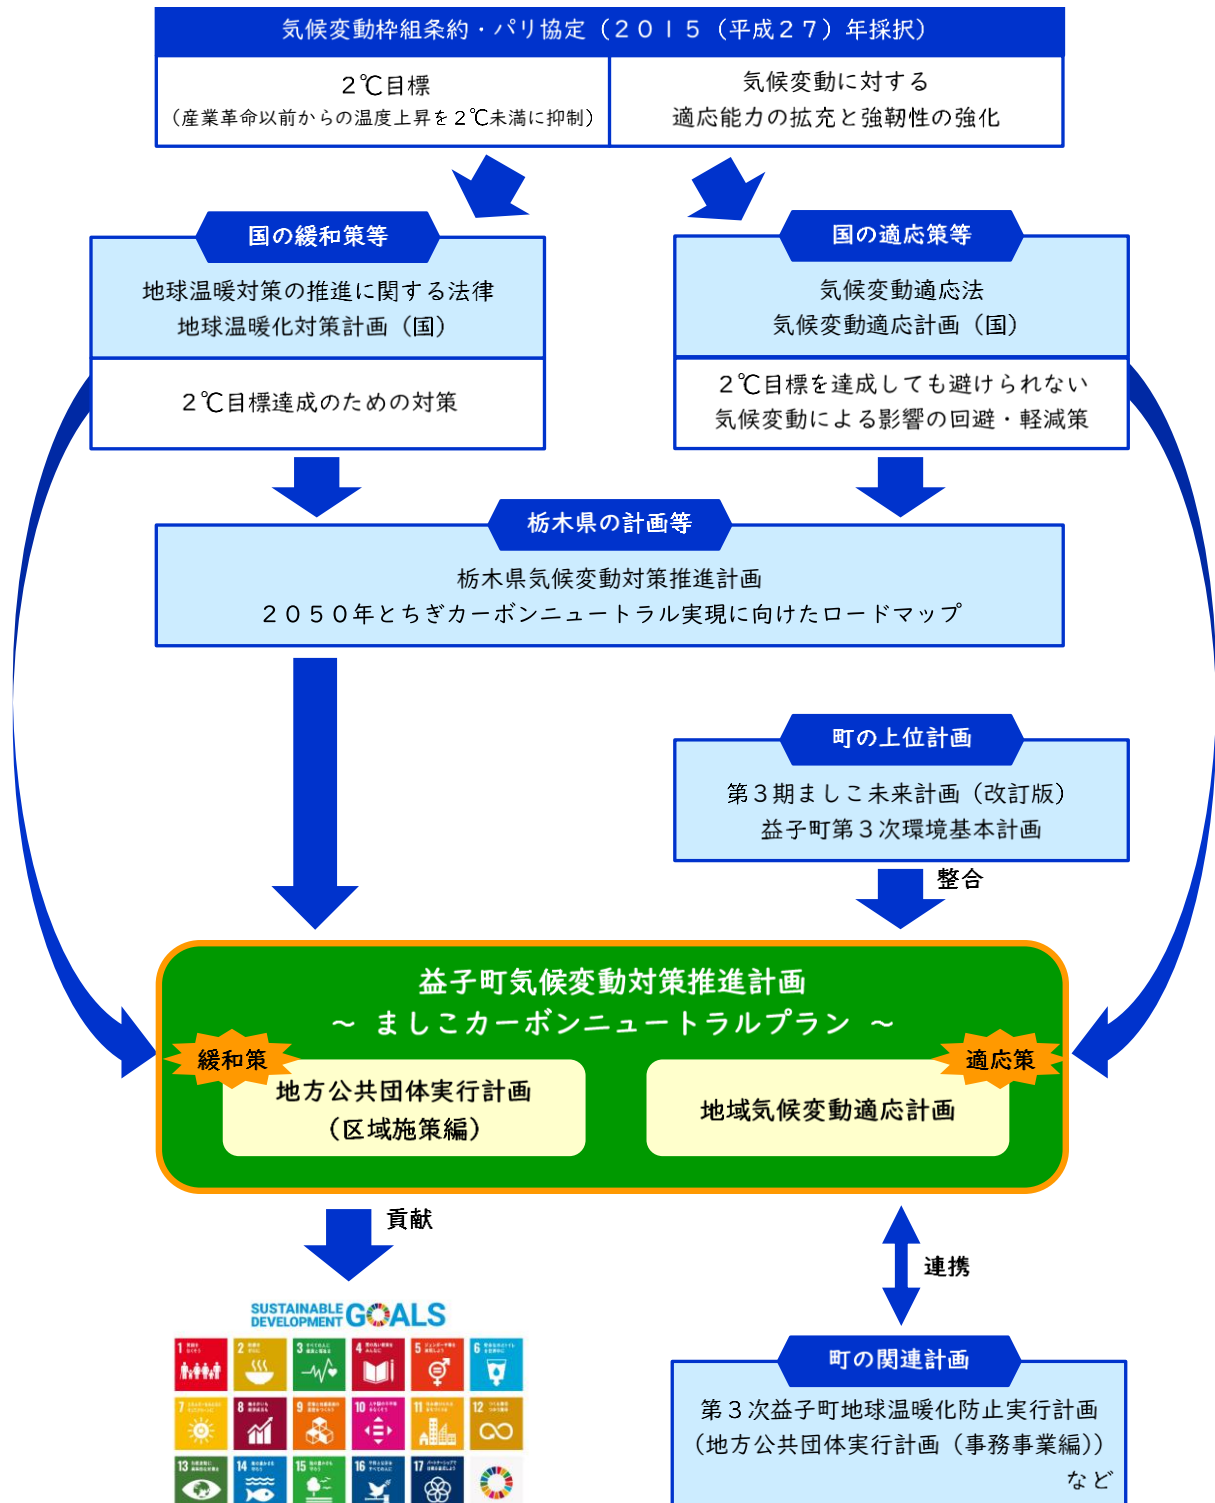 気候変動枠組条約・パリ協定（２０１５（平成２７）年採択）
２℃目標
（産業革命以前からの温度上昇を２℃未満に抑制）
気候変動に対する
適応能力の拡充と強靭性の強化
国の緩和策等
地球温暖対策の推進に関する法律
地球温暖化対策計画（国）
２℃目標達成のための対策
国の適応策等
気候変動適応法
気候変動適応計画（国）
２℃目標を達成しても避けられない
気候変動による影響の回避・軽減策
栃木県の計画等
栃木県気候変動対策推進計画
２０５０年とちぎカーボンニュートラル実現に向けたロードマップ
町の上位計画
第３期ましこ未来計画（改訂版）
益子町第３次環境基本計画
整合
益子町気候変動対策推進計画
～ ましこカーボンニュートラルプラン ～
緩和策
地方公共団体実行計画
（区域施策編）
適応策
地域気候変動適応計画
貢献
連携
SUSTAINABLE
DEVELOPMENT GOALS
1
2
3
4
5
6
7
8
9
10
11
12
13
14
15
16
17
町の関連計画
第３次益子町地球温暖化防止実行計画
（地方公共団体実行計画（事務事業編））
など